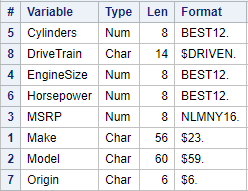 # Variable Type Len Format
5 Cylinders Num 8 BEST12.
8 DriveTrain Char 14 $DRIVEN.
4 EngineSize Num 8 BEST12.
6 Horsepower Num 8 BEST12.
3 MSRP Num 8 NLMNY16.
1 Make Char 56 $23.
2 Model Char 60 $59.
7 Origin Char 6 $6.